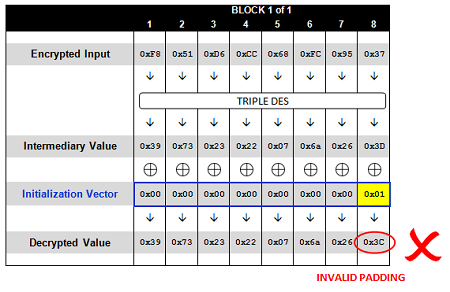 BLOCK 1 of 1
1 2 3 4 5 6 7 8
Encrypted Input 0xF8 0x51 0xD6 0xCC 0x68 0xFC 0x95 0x37
↓ ↓ ↓ ↓ ↓ ↓ ↓ ↓
TRIPLE DES
↓ ↓ ↓ ↓ ↓ ↓ ↓ ↓
Intermediary Value 0x39 0x73 0x23 0x22 0x07 0x6a 0x26 0x3D
⊕ ⊕ ⊕ ⊕ ⊕ ⊕ ⊕ ⊕
Initialization Vector 0x00 0x00 0x00 0x00 0x00 0x00 0x00 0x01
↓ ↓ ↓ ↓ ↓ ↓ ↓ ↓
Decrypted Value 0x39 0x73 0x23 0x22 0x07 0x6a 0x26 0x3C
INVALID PADDING